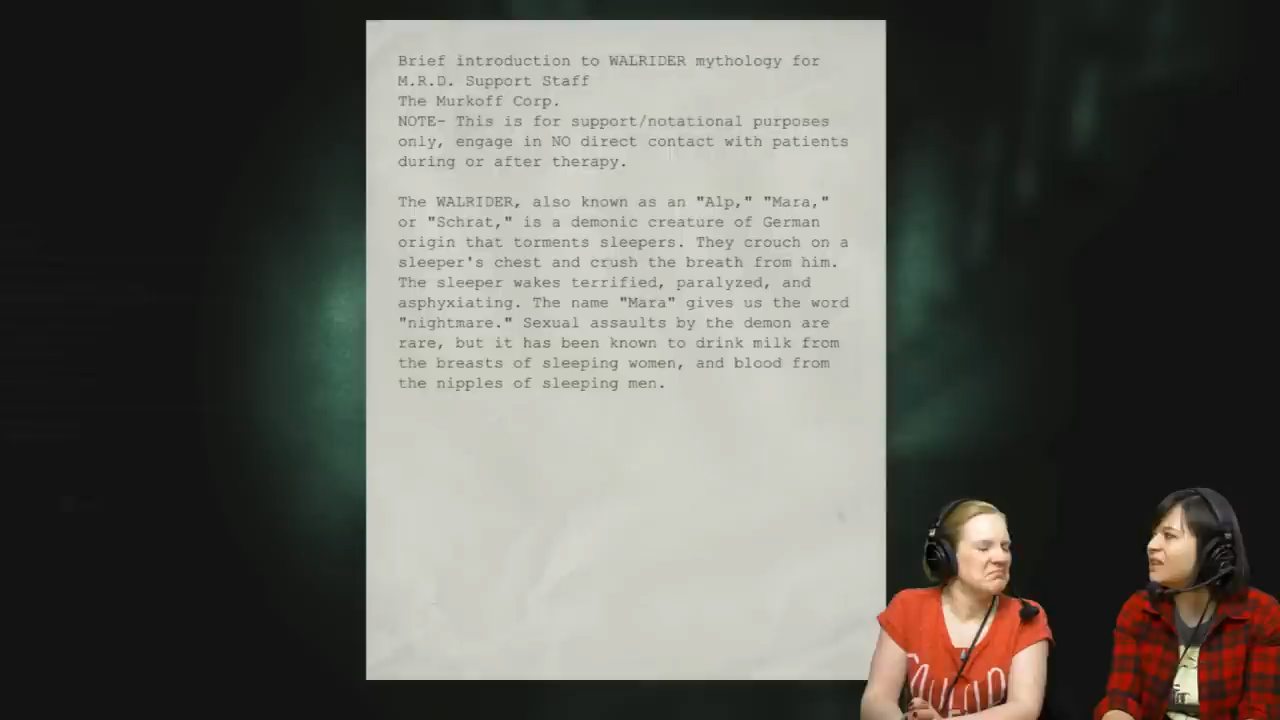 Brief introduction to WALRIDER mythology for
M.R.D. Support Staff
The Murkoff Corp.
NOTE- This is for support/notational purposes
only, engage in NO direct contact with patients
during or after therapy.
The WALRIDER, also known as an "Alp," "Mara,"
or "Schrat," is a demonic creature of German
origin that torments sleepers. They crouch on a
sleeper's chest and crush the breath from him.
The sleeper wakes terrified, paralyzed, and
asphyxiating. The name "Mara" gives us the word
"nightmare." Sexual assaults by the demon are
rare, but it has been known to drink milk from
the breasts of sleeping women, and blood from
the nipples of sleeping men.